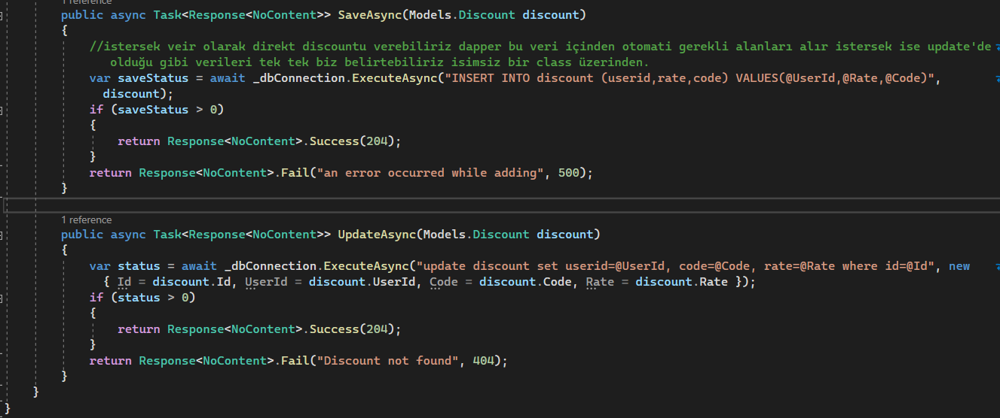 1 reference
public async Task<Response<NoContent>> SaveAsync(Models.Discount discount)
{
//istersek veir olarak direkt discountu verebiliriz dapper bu veri içinden otomati gerekli alanları alır istersek ise update'de
olduğu gibi verileri tek tek biz belirtebiliriz isimsiz bir class üzerinden.
var saveStatus = await _dbConnection.ExecuteAsync("INSERT INTO discount (userid,rate,code) VALUES(@UserId,@Rate,@Code)",
discount);
if (saveStatus > 0)
{
return Response<NoContent>.Success(204);
}
return Response<NoContent>.Fail("an error occurred while adding", 500);
}
1 reference
public async Task<Response<NoContent>> UpdateAsync(Models.Discount discount)
{
var status = await _dbConnection.ExecuteAsync("update discount set userid=@UserId, code=@Code, rate=@Rate where id=@Id", new
{ Id = discount.Id, UserId = discount.UserId, Code = discount.Code, Rate = discount.Rate });
if (status > 0)
{
return Response<NoContent>.Success(204);
}
return Response<NoContent>.Fail("Discount not found", 404);
}
}
}